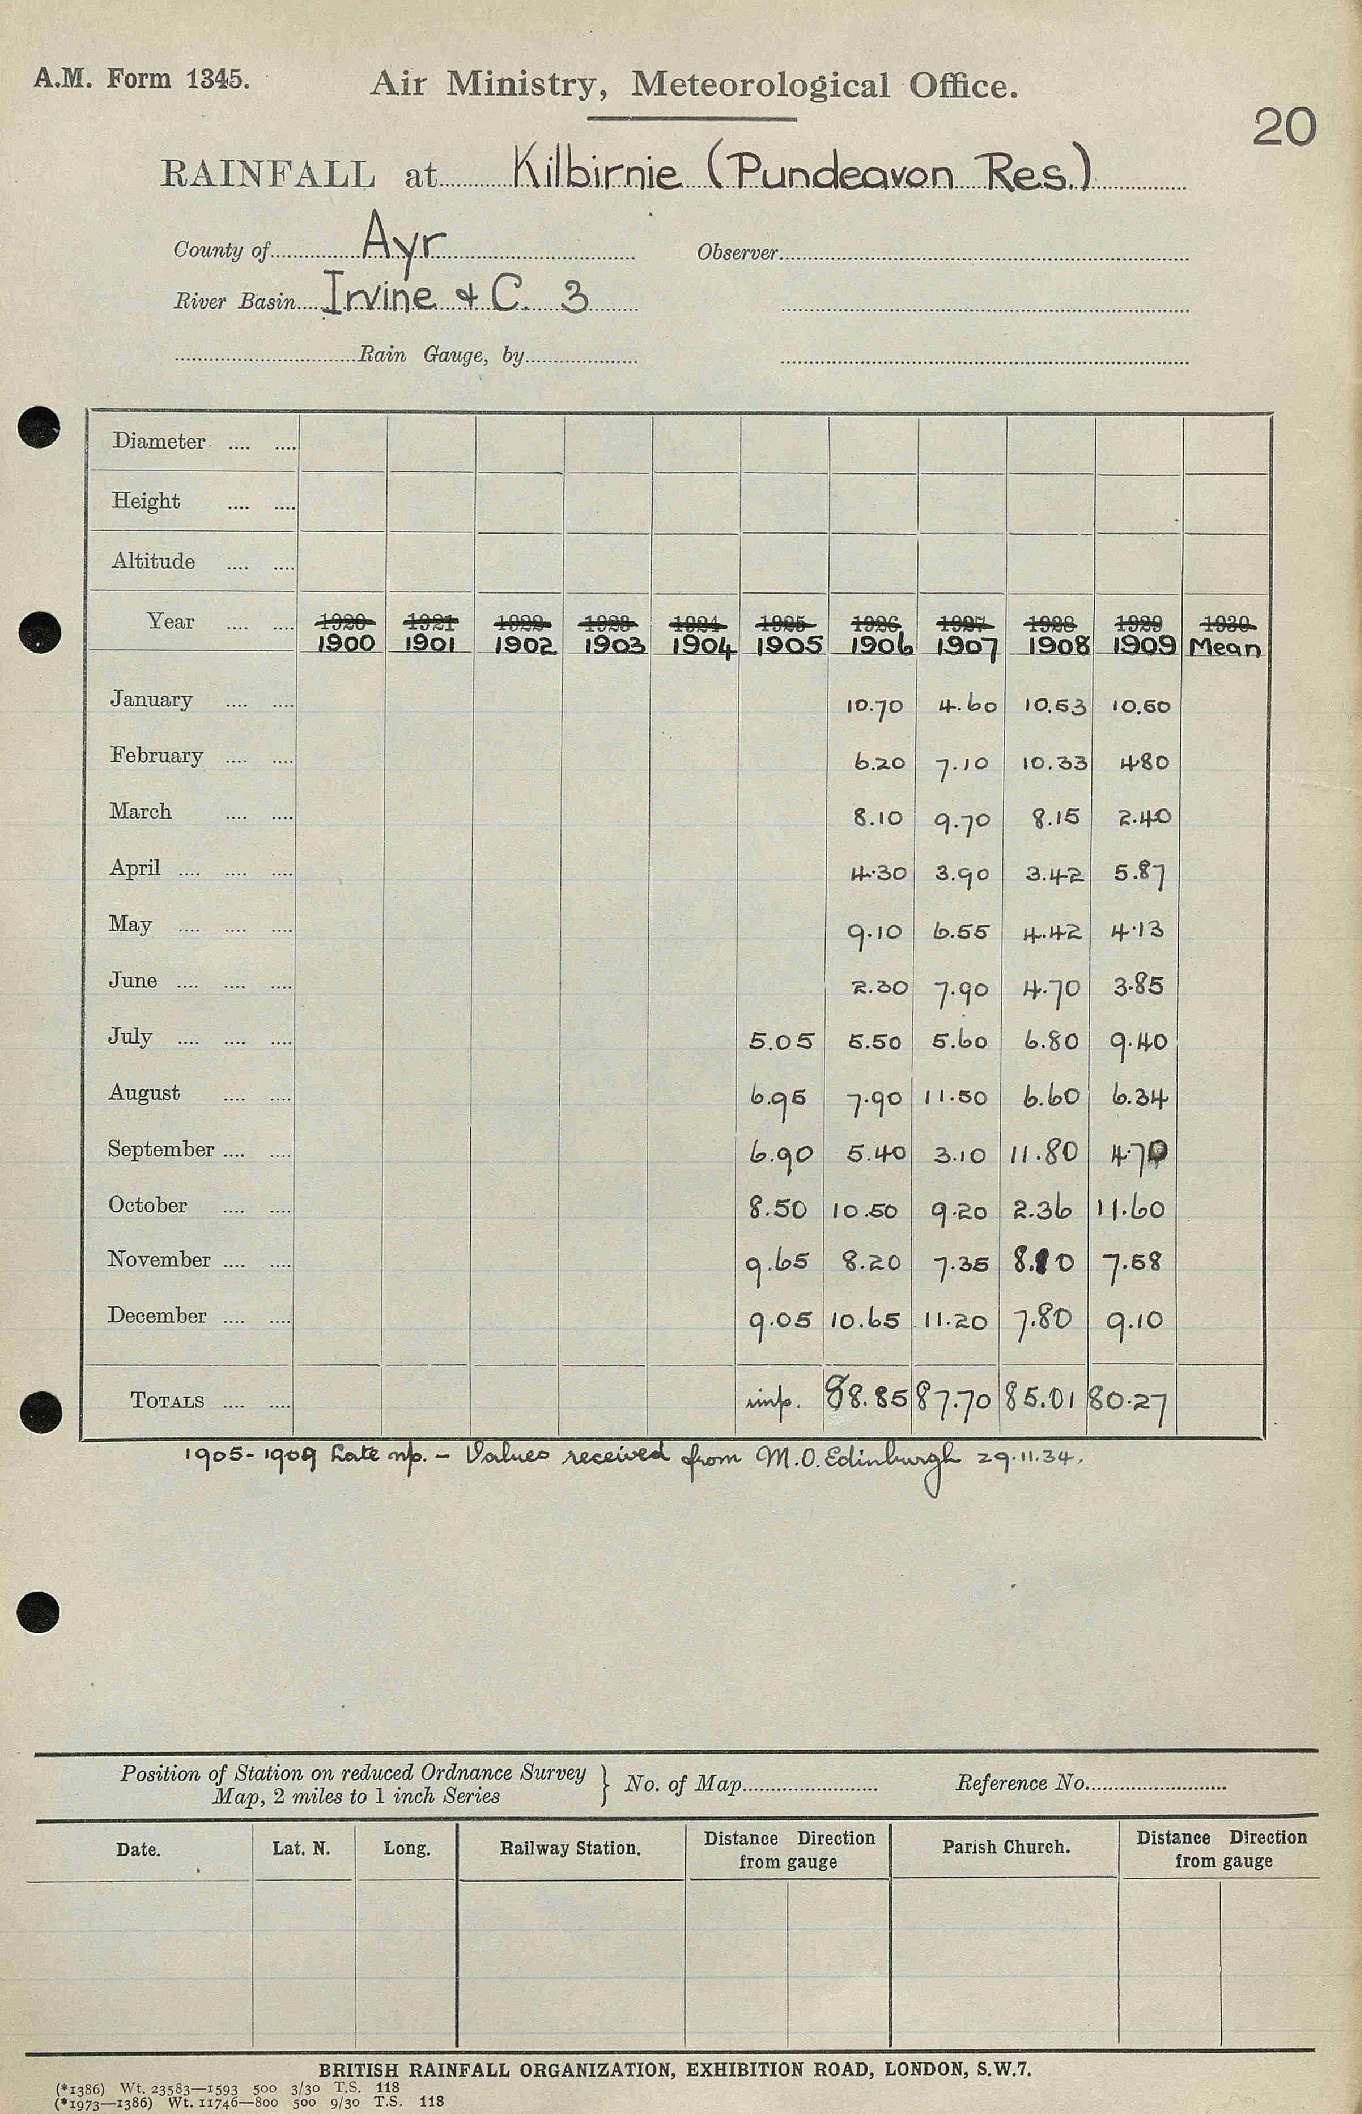 A.M. Form 1345.
Air Ministry, Meteorological Office.
20
RAINFALL at Kilbirnie (Pundeavon Res.)
County of Ayr Observer
River Basin Irvine & C. 3
Rain Gauge, by
Diameter
Height
Altitude
Year 1920 1921 1922 1923 1924 1925 1926 1927 1928 1929 1930
1900 1901 1902 1903 1904 1905 1906 1907 1908 1909 Mean
January 10.70 4.60 10.53 10.50
February 6.20 7.10 10.33 4.80
March 8.10 9.70 8.15 2.40
April 4.30 3.90 3.42 5.87
May 9.10 6.55 4.42 4.13
June 2.30 7.90 4.70 3.85
July 5.05 5.50 5.60 6.80 9.40
August 6.95 7.90 11.50 6.60 6.34
September 6.90 5.40 3.10 11.80 4.70
October 8.50 10.50 9.20 2.36 11.60
November 9.65 8.20 7.35 8.10 7.58
December 9.05 10.65 11.20 7.80 9.10
TOTALS imp. 88.85 87.70 85.01 80.27
1905-1909 Late np. - Values received from M.O. Edinburgh 29.11.34.
Position of Station on reduced Ordnance Survey
Map, 2 miles to 1 inch Series } No. of Map Reference No.
Date. Lat. N. Long. Railway Station. Distance Direction from gauge Parish Church. Distance Direction from gauge
BRITISH RAINFALL ORGANIZATION, EXHIBITION ROAD, LONDON, S.W.7.
(*1386) Wt. 23583—1593 500 3/30 T.S. 118
(*1973—1386) Wt. 11746—800 500 9/30 T.S. 118